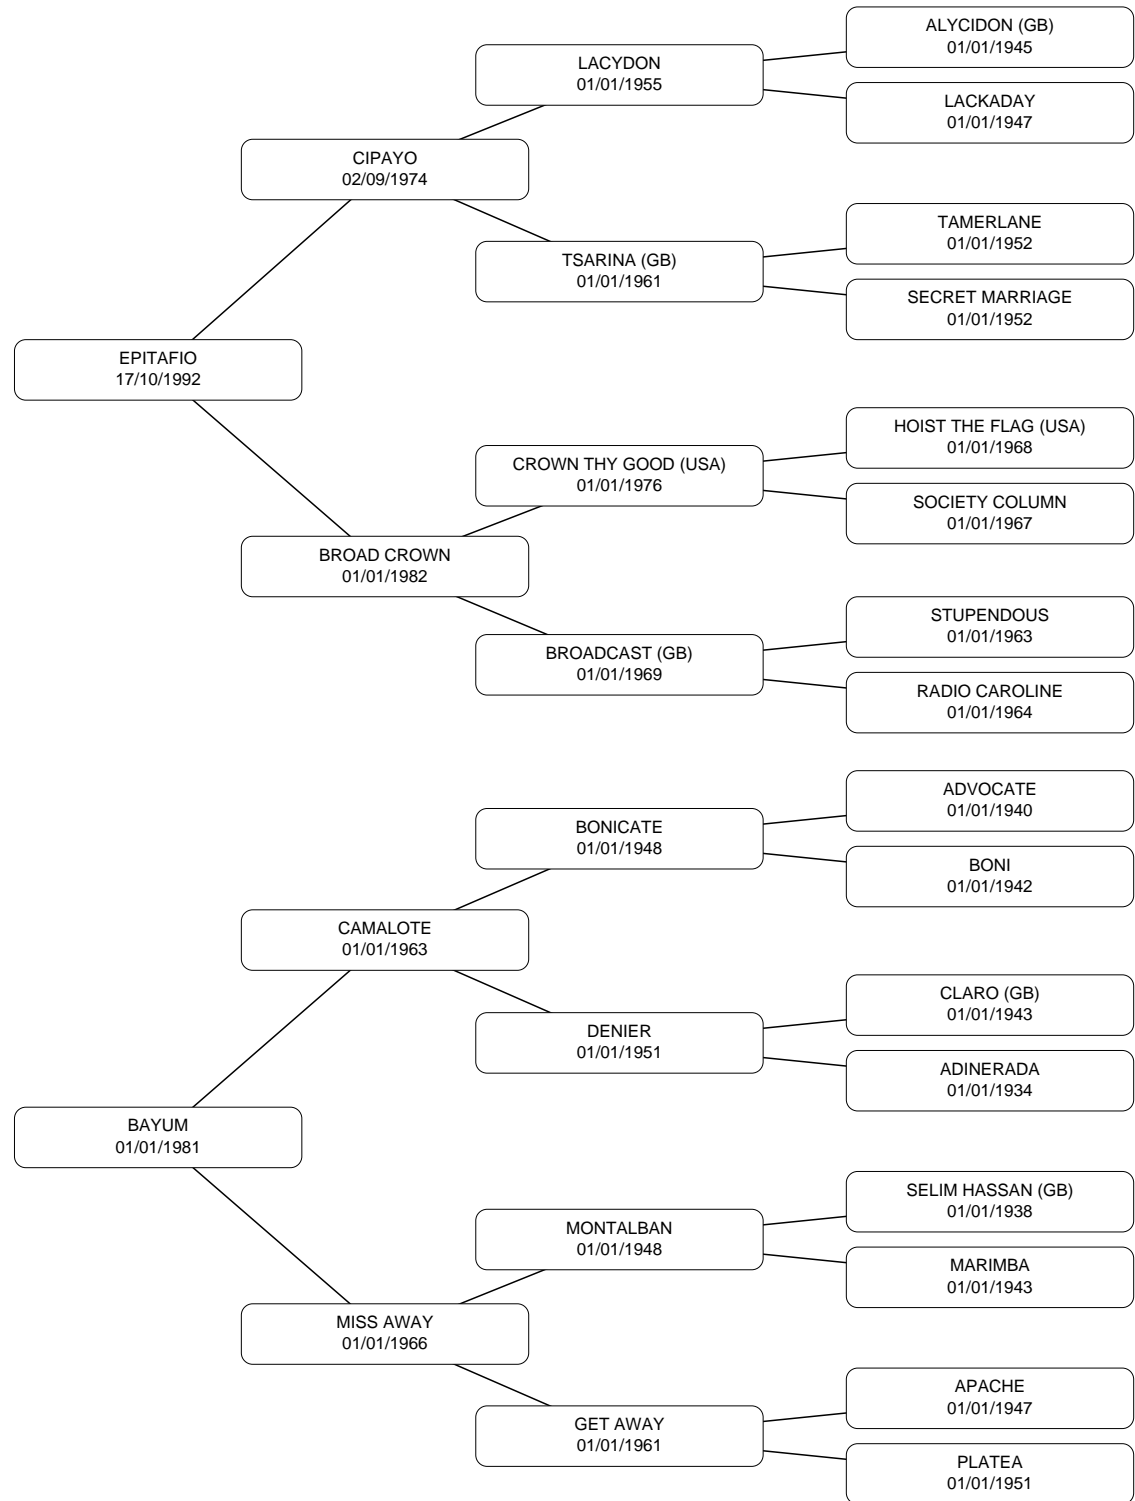 ALYCIDON (GB)
01/01/1945
LACYDON
01/01/1955
LACKADAY
01/01/1947
CIPAYO
02/09/1974
TAMERLANE
01/01/1952
TSARINA (GB)
01/01/1961
SECRET MARRIAGE
01/01/1952
EPITAFIO
17/10/1992
HOIST THE FLAG (USA)
01/01/1968
CROWN THY GOOD (USA)
01/01/1976
SOCIETY COLUMN
01/01/1967
BROAD CROWN
01/01/1982
STUPENDOUS
01/01/1963
BROADCAST (GB)
01/01/1969
RADIO CAROLINE
01/01/1964
ADVOCATE
01/01/1940
BONICATE
01/01/1948
BONI
01/01/1942
CAMALOTE
01/01/1963
CLARO (GB)
01/01/1943
DENIER
01/01/1951
ADINERADA
01/01/1934
BAYUM
01/01/1981
SELIM HASSAN (GB)
01/01/1938
MONTALBAN
01/01/1948
MARIMBA
01/01/1943
MISS AWAY
01/01/1966
APACHE
01/01/1947
GET AWAY
01/01/1961
PLATEA
01/01/1951